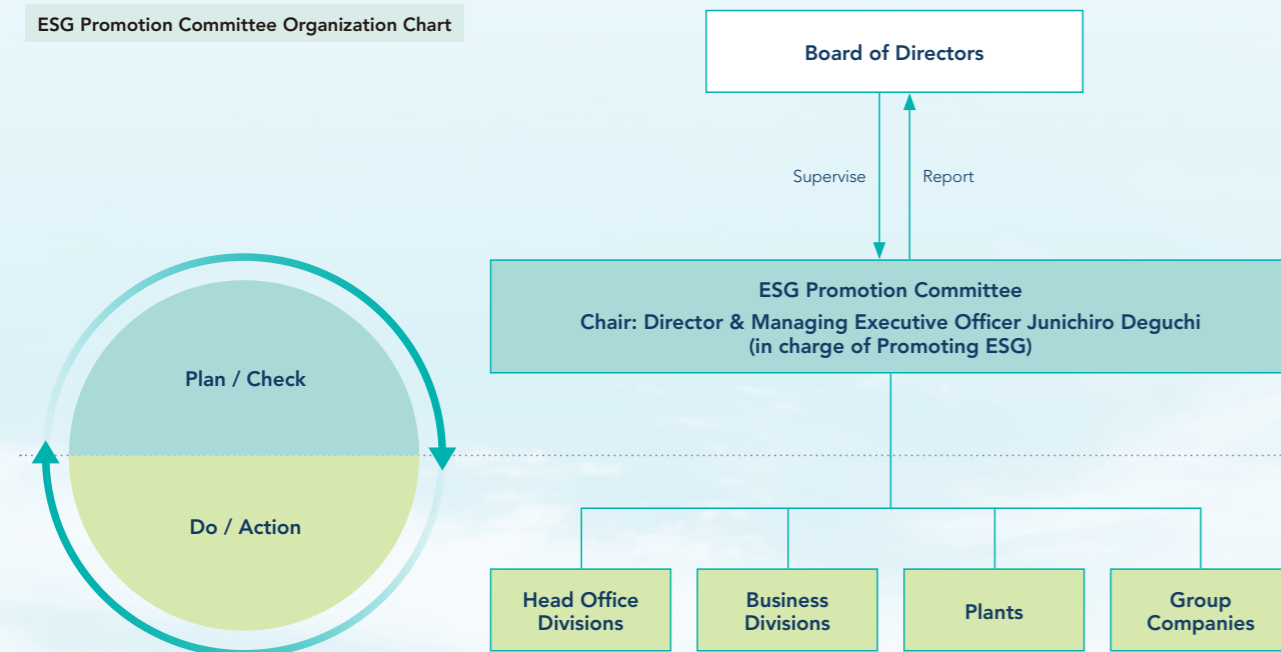 ESG Promotion Committee Organization Chart
Board of Directors
Supervise
Report
ESG Promotion Committee
Chair: Director & Managing Executive Officer Junichiro Deguchi
(in charge of Promoting ESG)
Plan / Check
Do / Action
Head Office
Divisions
Business
Divisions
Plants
Group
Companies